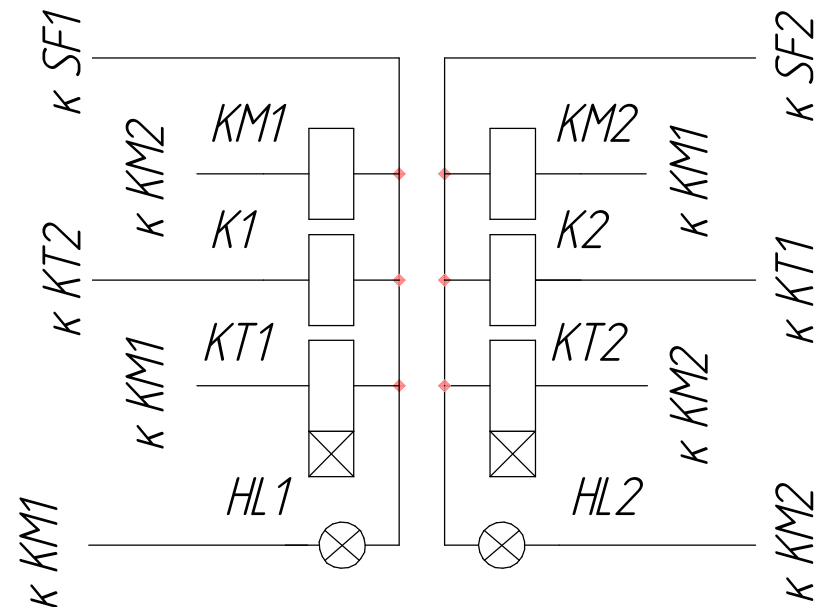 к SF1
к SF2
KM1
KM2
к KM2
к KM1
K1
K2
к KT2
к KT1
KT1
KT2
к KM1
к KM2
HL1
HL2
к KM1
к KM2